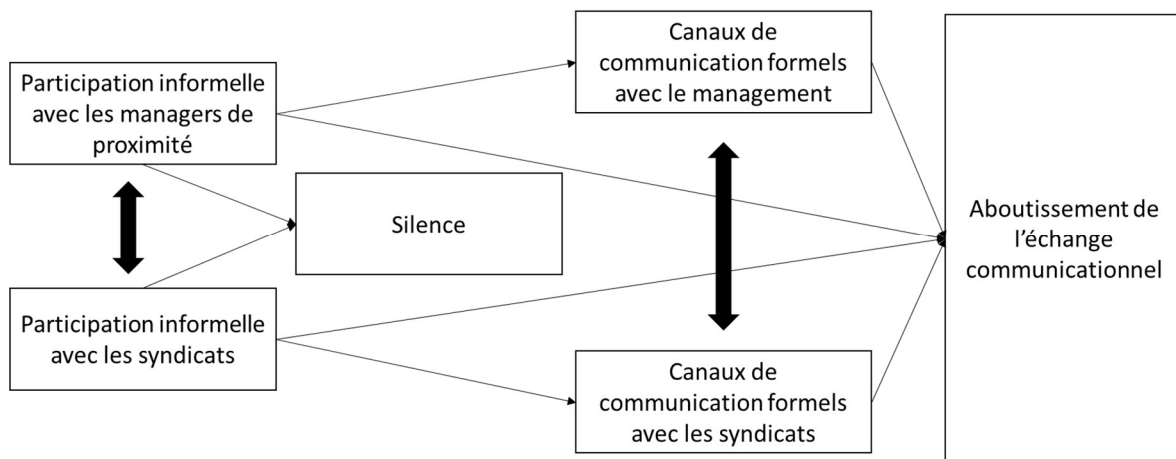 Participation informelle
avec les managers de
proximité
Canaux de
communication formels
avec le management
Silence
Participation informelle
avec les syndicats
Canaux de
communication formels
avec les syndicats
Aboutissement de
l’échange
communicationnel